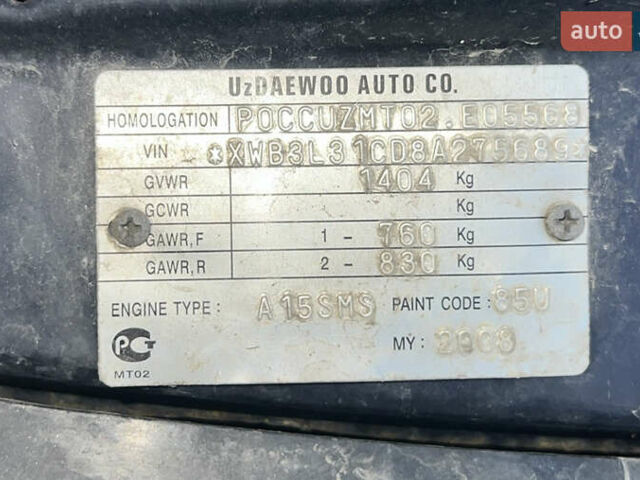 auto
UzDAEWOO AUTO CO.
HOMOLOGATION POCCUZMT02.E05568
VIN *XWB3L31CD8A275689*
GVWR 1404 Kg
GCWR Kg
GAWR,F 1 - 760 Kg
GAWR,R 2 - 830 Kg
ENGINE TYPE : A15SMS PAINT CODE : 85U
MY : 2008
PCT
MT02